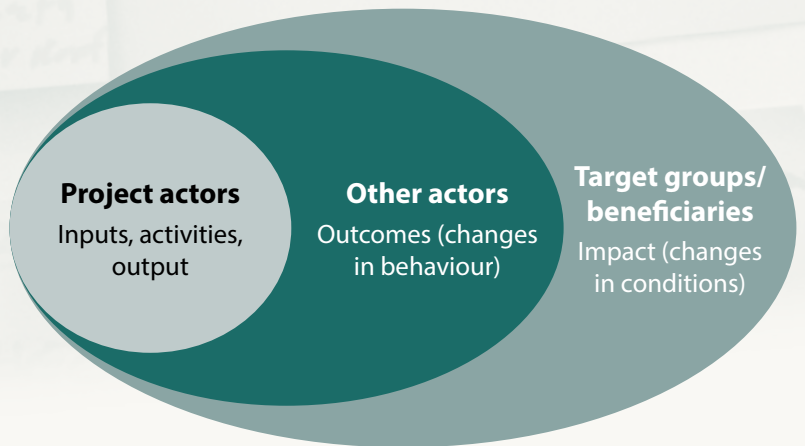 Project actors
Inputs, activities,
output
Other actors
Outcomes (changes
in behaviour)
Target groups/
beneficiaries
Impact (changes
in conditions)